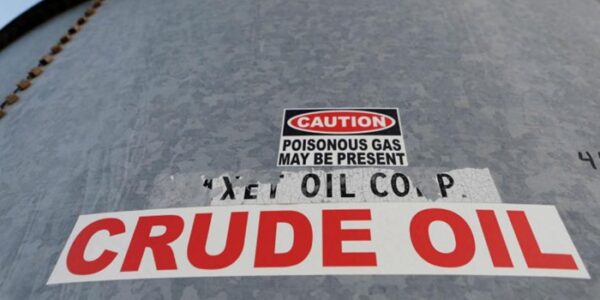 CAUTION
POISONOUS GAS
MAY BE PRESENT
OIL CORP.
CRUDE OIL